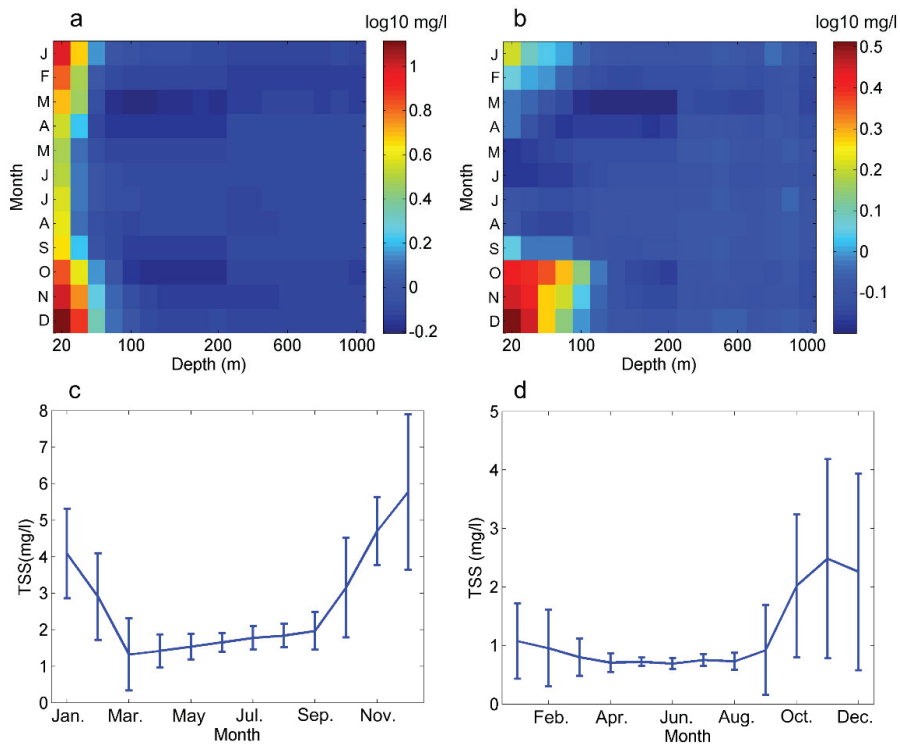 a
log10 mg/l
J
F
M
A
M
J
J
A
S
O
N
D
Month
20 100 200 600 1000
Depth (m)
1
0.8
0.6
0.4
0.2
0
-0.2
b
log10 mg/l
J
F
M
A
M
J
J
A
S
O
N
D
Month
20 100 200 600 1000
Depth (m)
0.5
0.4
0.3
0.2
0.1
0
-0.1
c
8
7
6
5
4
3
2
1
0
TSS(mg/l)
Jan. Mar. May Jul. Sep. Nov.
Month
d
5
4
3
2
1
0
TSS (mg/l)
Feb. Apr. Jun. Aug. Oct. Dec.
Month